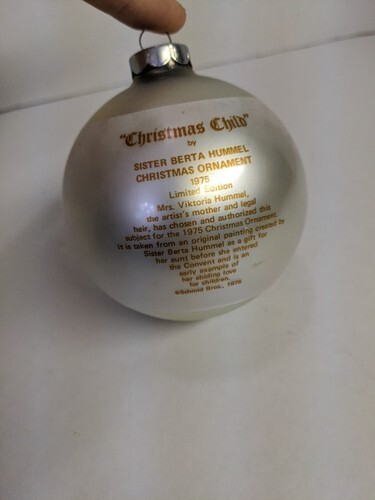 "Christmas Child"
by
SISTER BERTA HUMMEL
CHRISTMAS ORNAMENT
1975
Limited Edition
Mrs. Viktoria Hummel,
the artist's mother and legal
heir, has chosen and authorized this
subject for the 1975 Christmas Ornament.
It is taken from an original painting created by
Sister Berta Hummel as a gift for
her aunt before she entered
the Convent and is an
early example of
her abiding love
for children.
©Schmid Bros., 1975